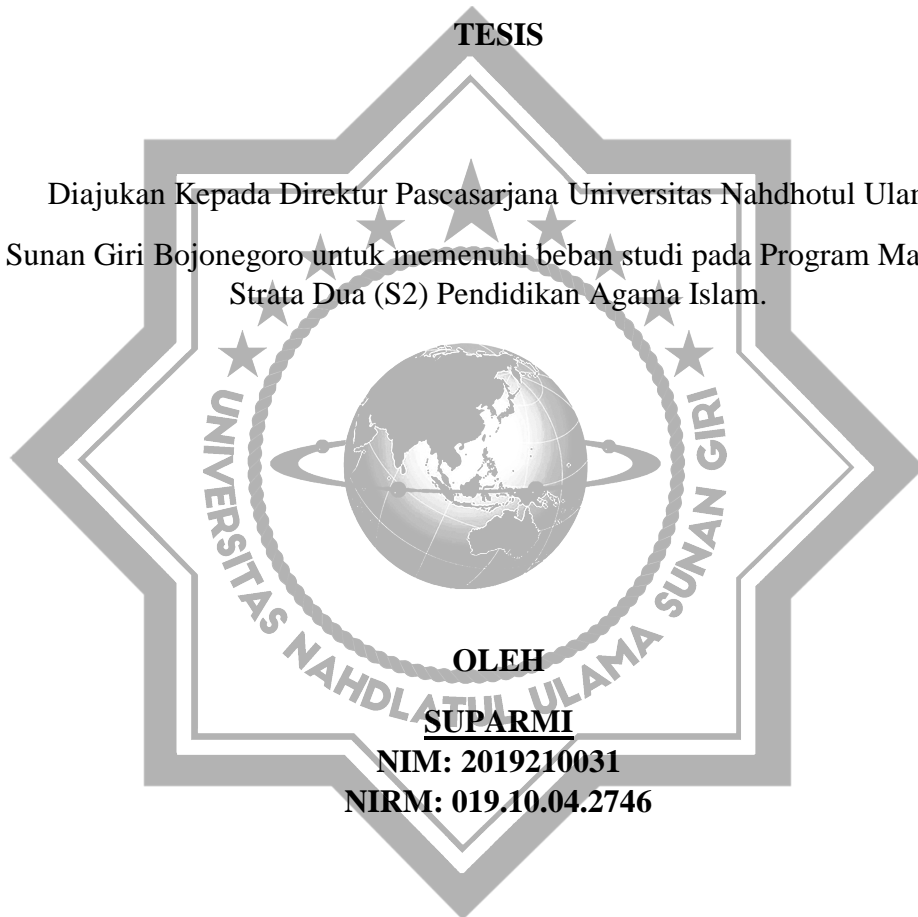 TESIS
Diajukan Kepada Direktur Pascasarjana Universitas Nahdhotul Ular
Sunan Giri Bojonegoro untuk memenuhi beban studi pada Program Ma
Strata Dua (S2) Pendidikan Agama Islam.
UNIVERSITAS NAHDLATUL ULAMA SUNAN GIRI
OLEH
SUPARMI
NIM: 2019210031
NIRM: 019.10.04.2746